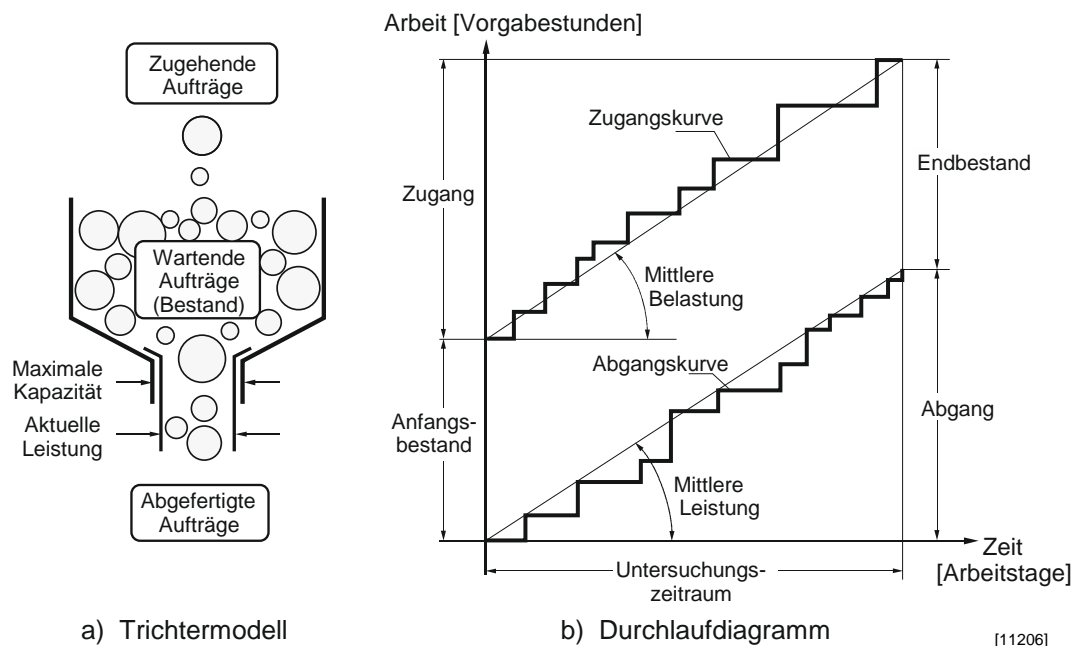 Zugehende
Aufträge
Wartende
Aufträge
(Bestand)
Maximale
Kapazität
Aktuelle
Leistung
Abgefertigte
Aufträge
a) Trichtermodell
Arbeit [Vorgabestunden]
Zugangskurve
Zugang
Endbestand
Mittlere
Belastung
Abgangskurve
Anfangs-
bestand
Abgang
Mittlere
Leistung
Zeit
[Arbeitstage]
Untersuchungs-
zeitraum
b) Durchlaufdiagramm
[11206]